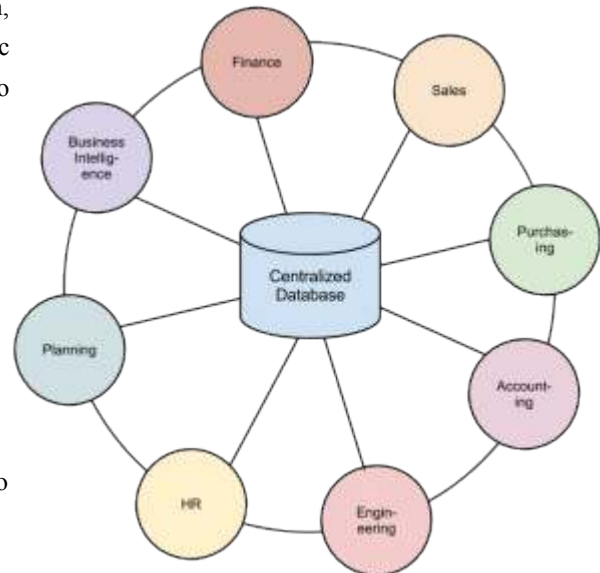 Finance
Sales
Business
Intellig-
ence
Purchas-
ing
Centralized
Database
Planning
Account-
ing
HR
Engin-
eering